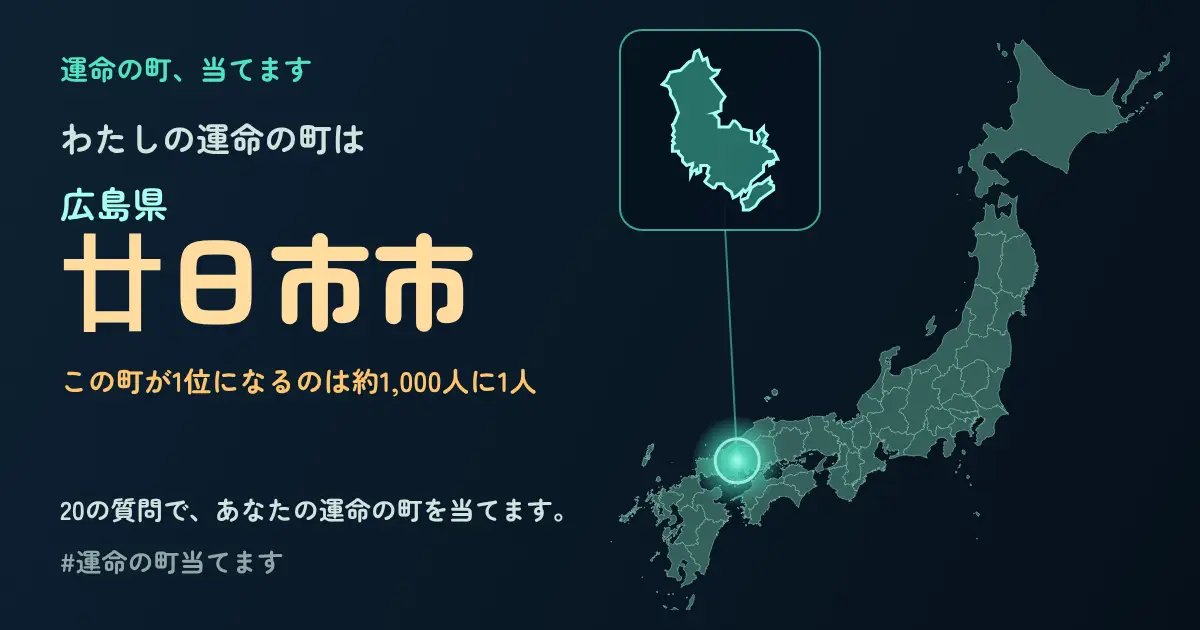 運命の町、当てます
わたしの運命の町は
広島県
廿日市市
この町が1位になるのは約1,000人に1人
20の質問で、あなたの運命の町を当てます。
#運命の町当てます